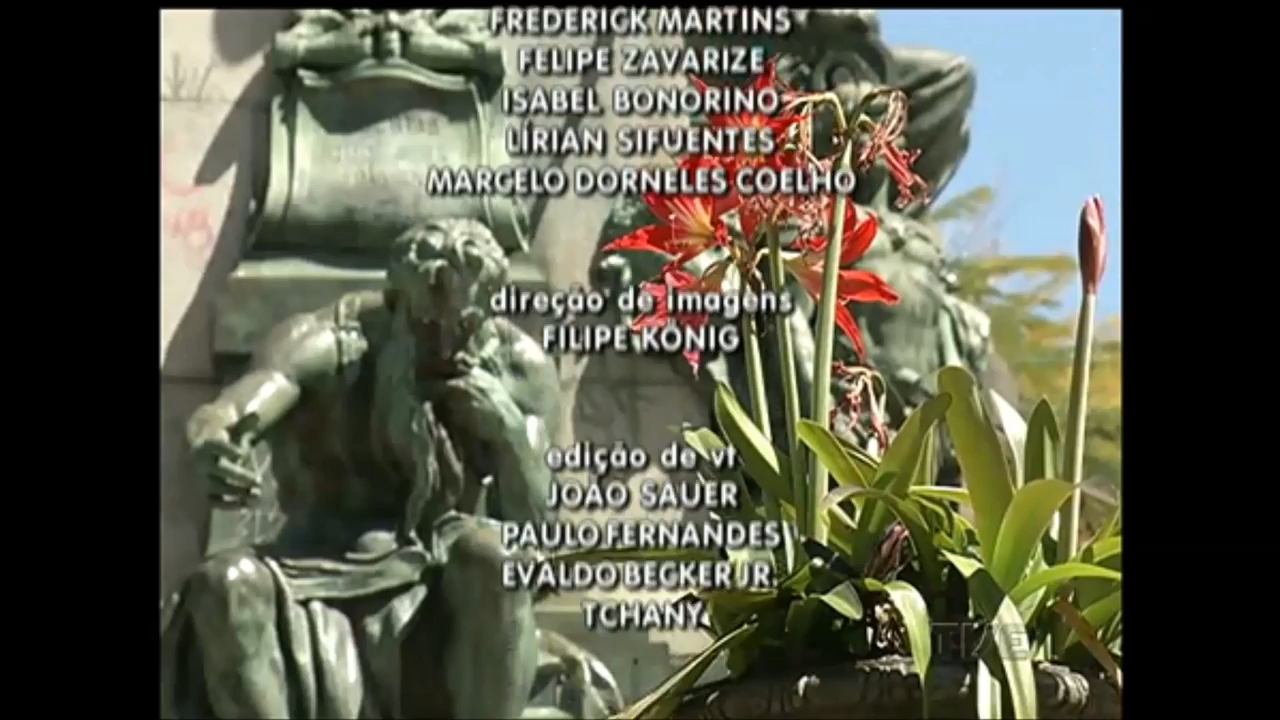 FREDERICK MARTINS
FELIPE ZAVARIZE
ISABEL BONORINO
LÍRIAN SIFUENTES
MARCELO DORNELES COELHO
direção de imagens
FILIPE KÖNIG
edição de vt
JOÃO SAUER
PAULO FERNANDES
EVALDO BECKER JR.
TCHANY
TVE